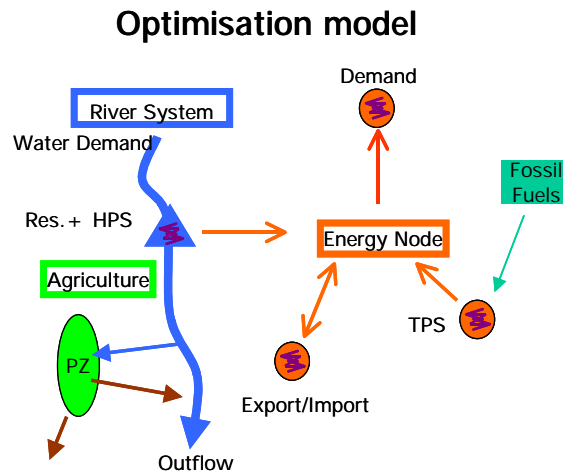 Optimisation model
Demand
River System
Water Demand
Fossil
Fuels
Res.+ HPS
Energy Node
Agriculture
TPS
PZ
Export/Import
Outflow